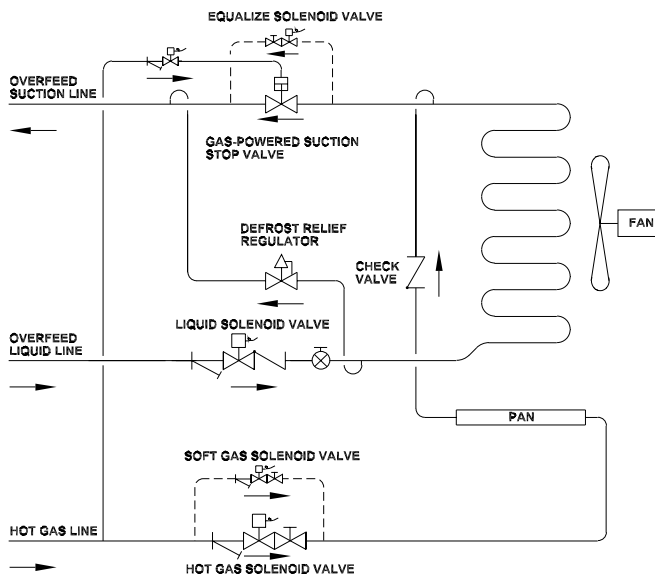 EQUALIZE SOLENOID VALVE
OVERFEED
SUCTION LINE
GAS-POWERED SUCTION
STOP VALVE
FAN
DEFROST RELIEF
REGULATOR
CHECK
VALVE
OVERFEED
LIQUID LINE
LIQUID SOLENOID VALVE
PAN
SOFT GAS SOLENOID VALVE
HOT GAS LINE
HOT GAS SOLENOID VALVE